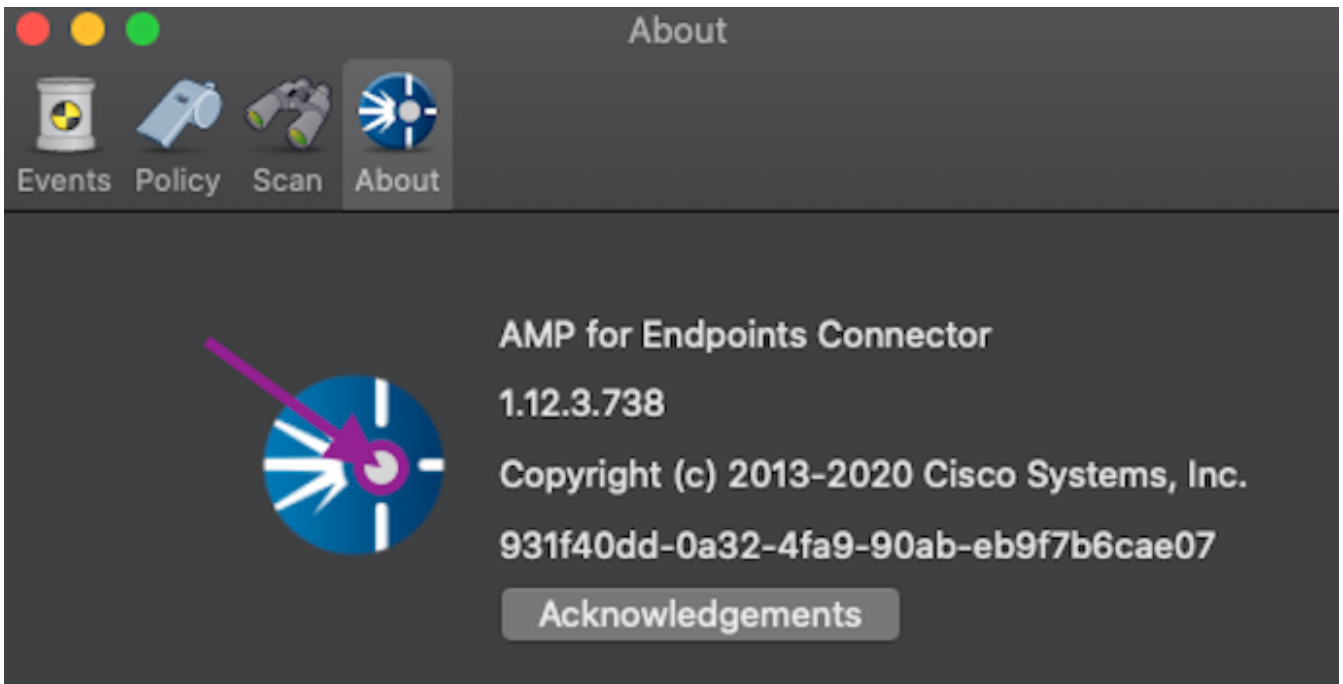 About
Events Policy Scan About
AMP for Endpoints Connector
1.12.3.738
Copyright (c) 2013-2020 Cisco Systems, Inc.
931f40dd-0a32-4fa9-90ab-eb9f7b6cae07
Acknowledgements